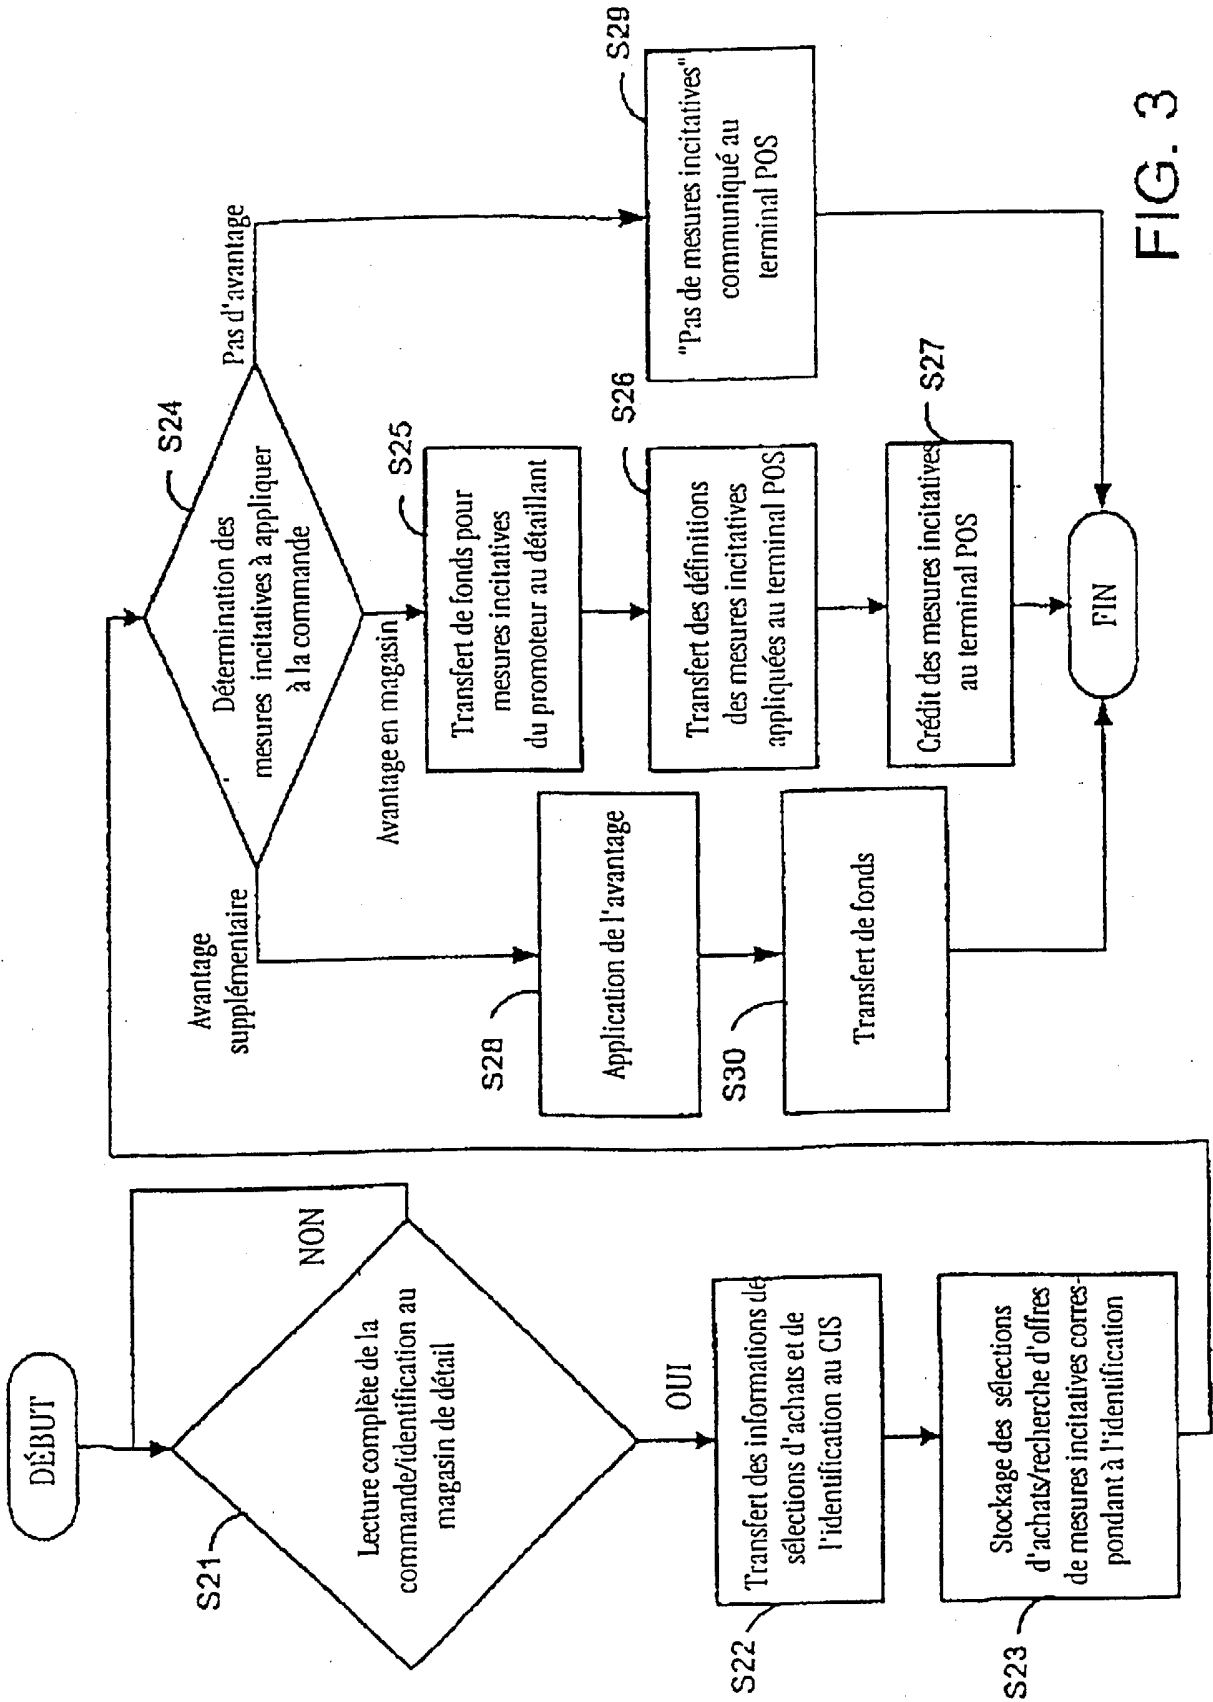 DÉBUT
NON
S21
Lecture complète de la
commande/identification au
magasin de détail
OUI
S22
Transfert des informations de
sélections d'achats et de
l'identification au CIS
S23
Stockage des sélections
d'achats/recherche d'offres
de mesures incitatives corres-
pondant à l'identification
S24
Détermination des
mesures incitatives à appliquer
à la commande
Avantage
supplémentaire
Avantage en magasin
Pas d'avantage
S28
Application de l'avantage
S30
Transfert de fonds
S25
Transfert de fonds pour
mesures incitatives
du promoteur au détaillant
S26
Transfert des définitions
des mesures incitatives
appliquées au terminal POS
S27
Crédit des mesures incitatives
au terminal POS
S29
"Pas de mesures incitatives"
communiqué au
terminal POS
FIN
FIG. 3